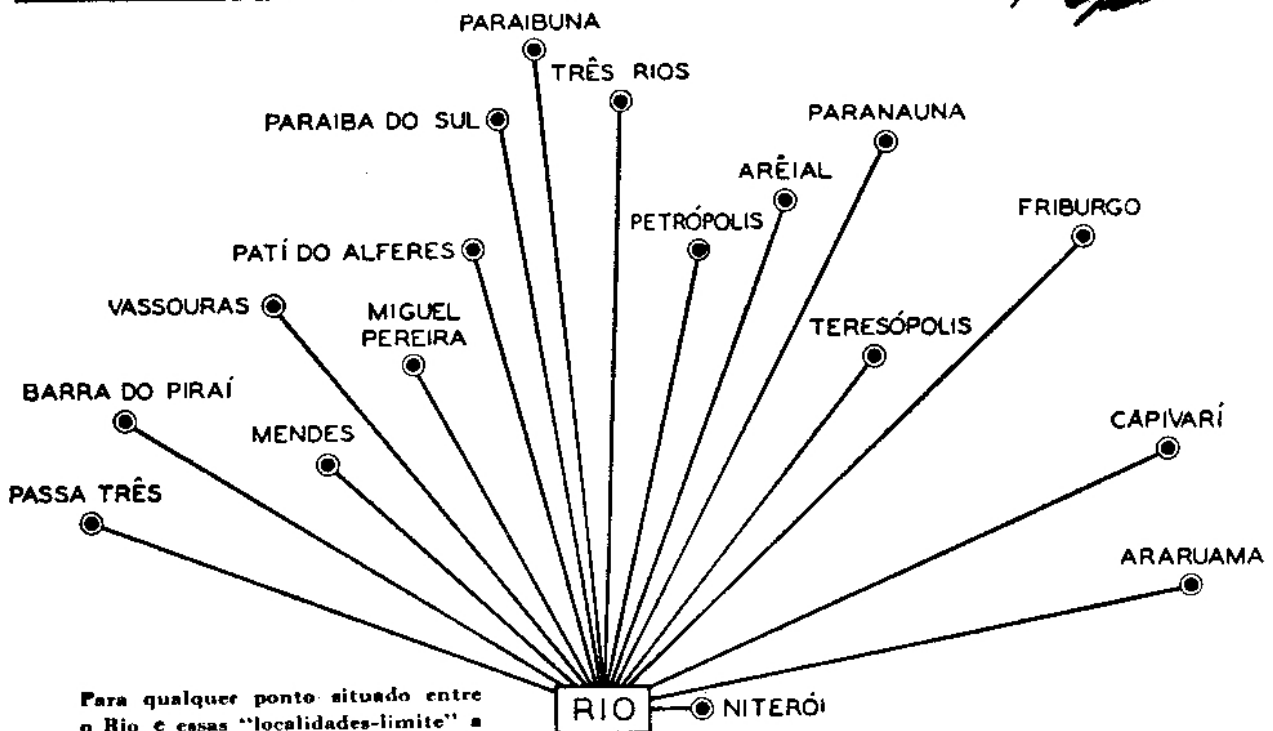 PARAIBUNA
TRÊS RIOS
PARAIBA DO SUL
PARANAUNA
ARÊIAL
PETRÓPOLIS
FRIBURGO
PATÍ DO ALFERES
VASSOURAS
MIGUEL
PEREIRA
TERESÓPOLIS
BARRA DO PIRAÍ
MENDES
CAPIVARÍ
PASSA TRÊS
ARARUAMA
Para qualquer ponto situado entre
o Rio e essas "localidades-limite" a
RIO
NITERÓI